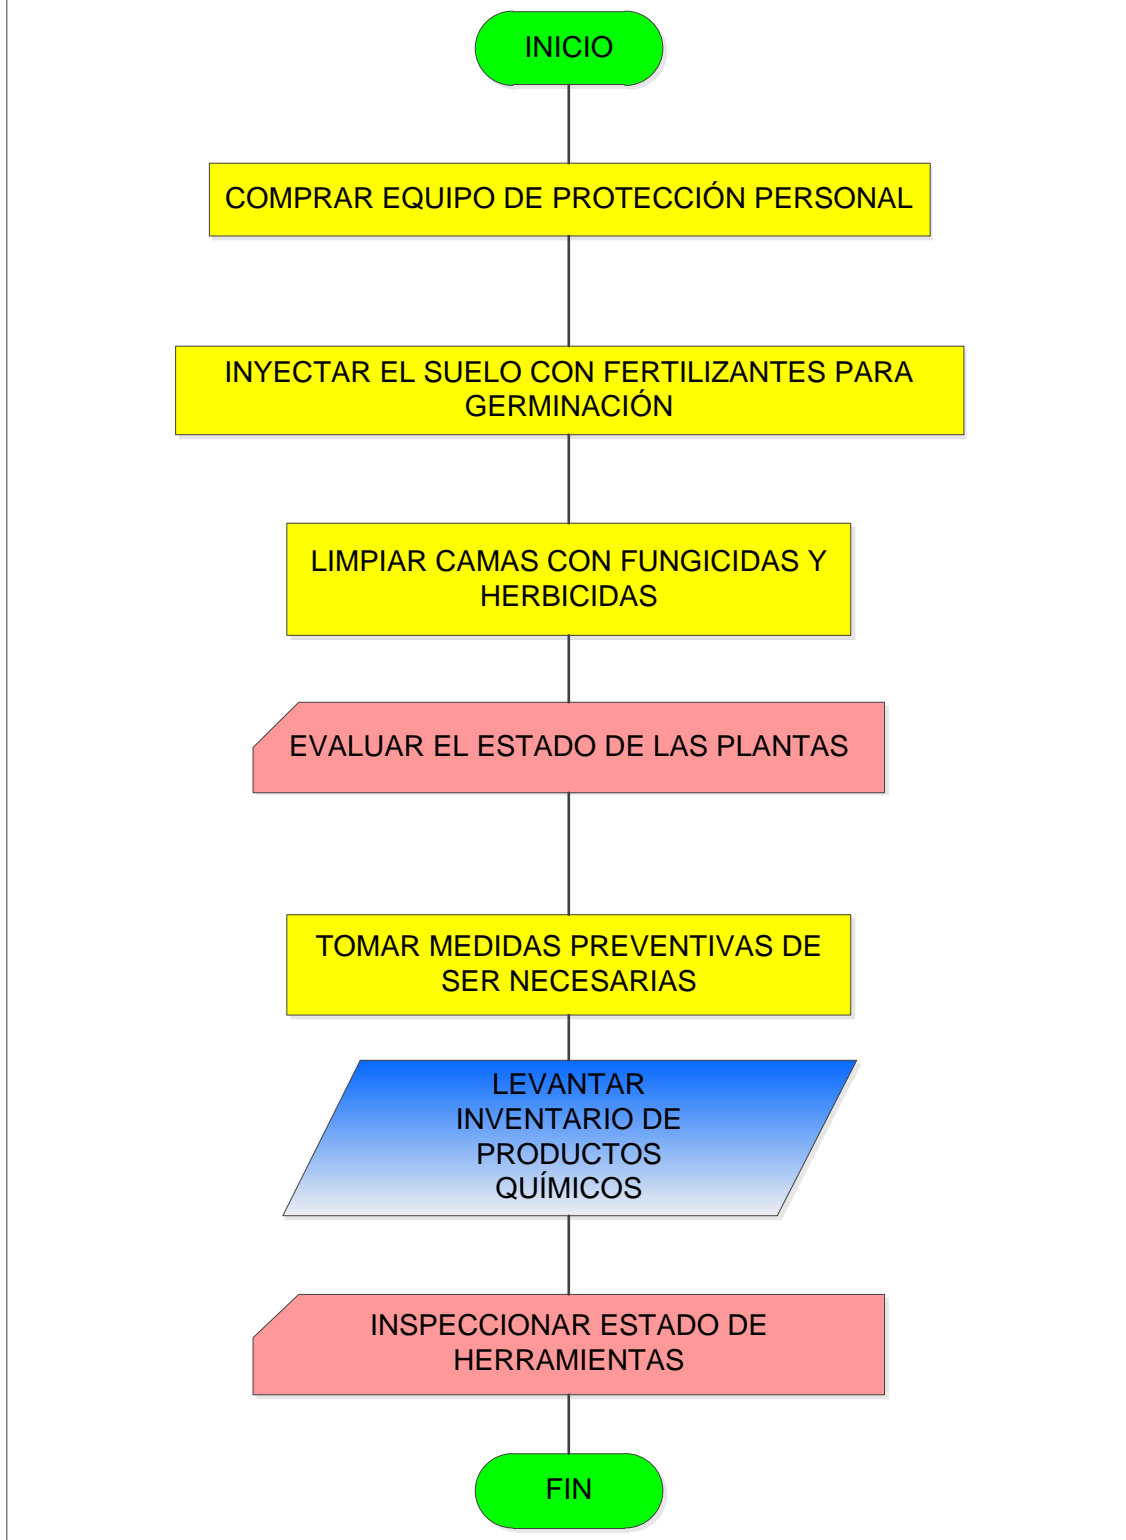 INICIO
COMPRAR EQUIPO DE PROTECCIÓN PERSONAL
INYECTAR EL SUELO CON FERTILIZANTES PARA
GERMINACIÓN
LIMPIAR CAMAS CON FUNGICIDAS Y
HERBICIDAS
EVALUAR EL ESTADO DE LAS PLANTAS
TOMAR MEDIDAS PREVENTIVAS DE
SER NECESARIAS
LEVANTAR
INVENTARIO DE
PRODUCTOS
QUÍMICOS
INSPECCIONAR ESTADO DE
HERRAMIENTAS
FIN